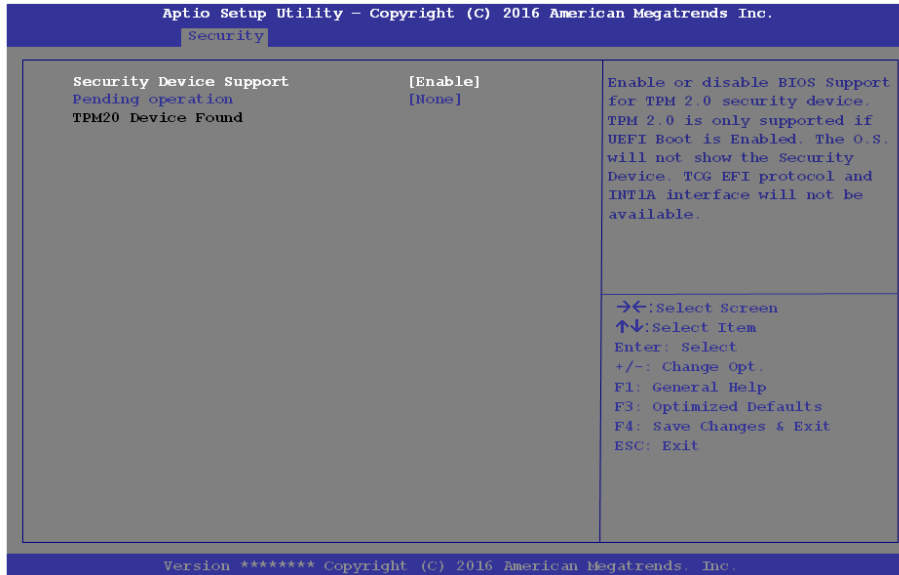 Aptio Setup Utility – Copyright (C) 2016 American Megatrends Inc.
Security
Security Device Support [Enable]
Pending operation [None]
TPM20 Device Found
Enable or disable BIOS Support
for TPM 2.0 security device.
TPM 2.0 is only supported if
UEFI Boot is Enabled. The O.S.
will not show the Security
Device. TCG EFI protocol and
INT1A interface will not be
available.
→←:Select Screen
↑↓:Select Item
Enter: Select
+/-: Change Opt.
F1: General Help
F3: Optimized Defaults
F4: Save Changes & Exit
ESC: Exit
Version ******** Copyright (C) 2016 American Megatrends. Inc.